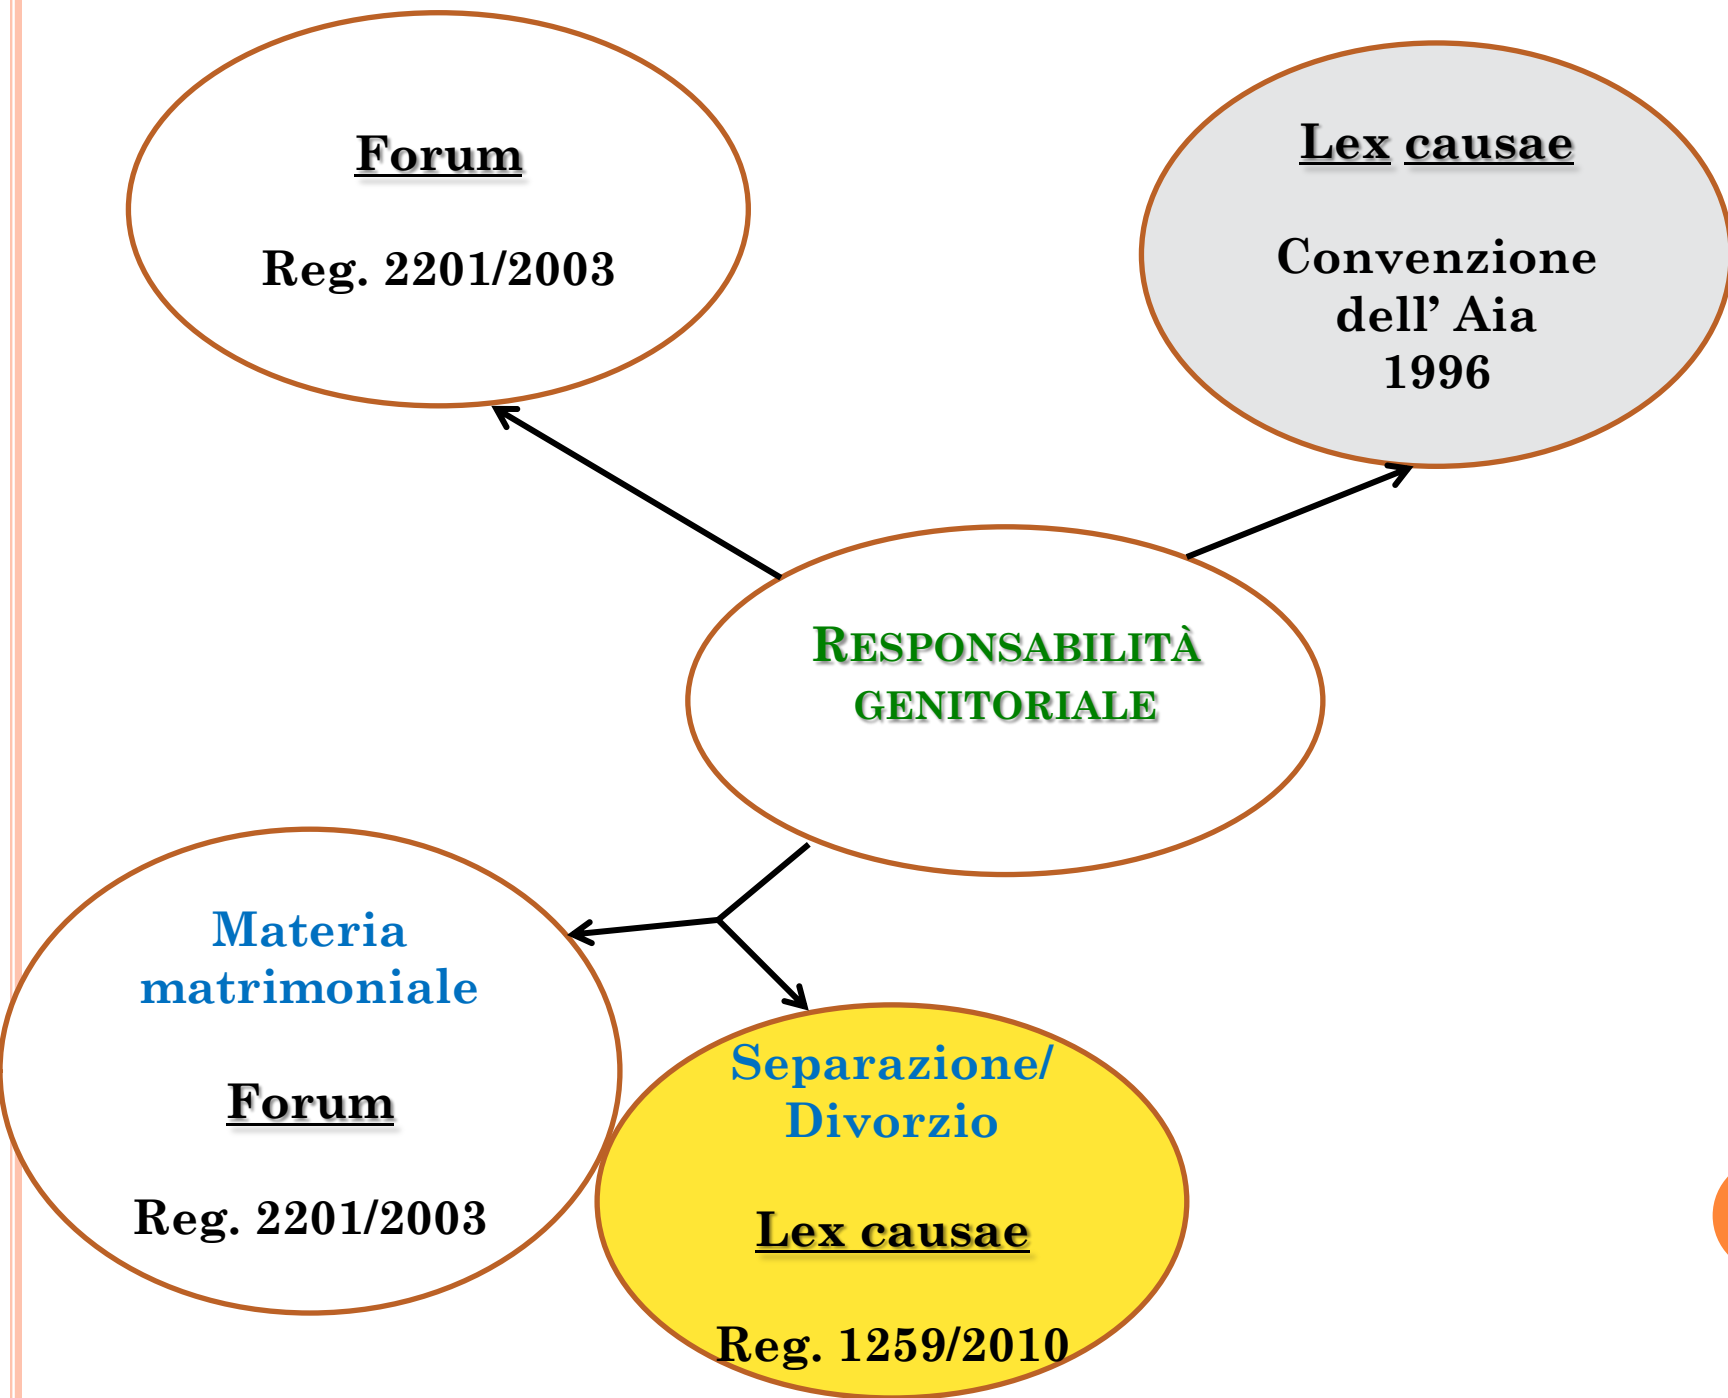 Forum
Reg. 2201/2003
Lex causae
Convenzione
dell’ Aia
1996
RESPONSABILITÀ
GENITORIALE
Materia
matrimoniale
Forum
Reg. 2201/2003
Separazione/
Divorzio
Lex causae
Reg. 1259/2010